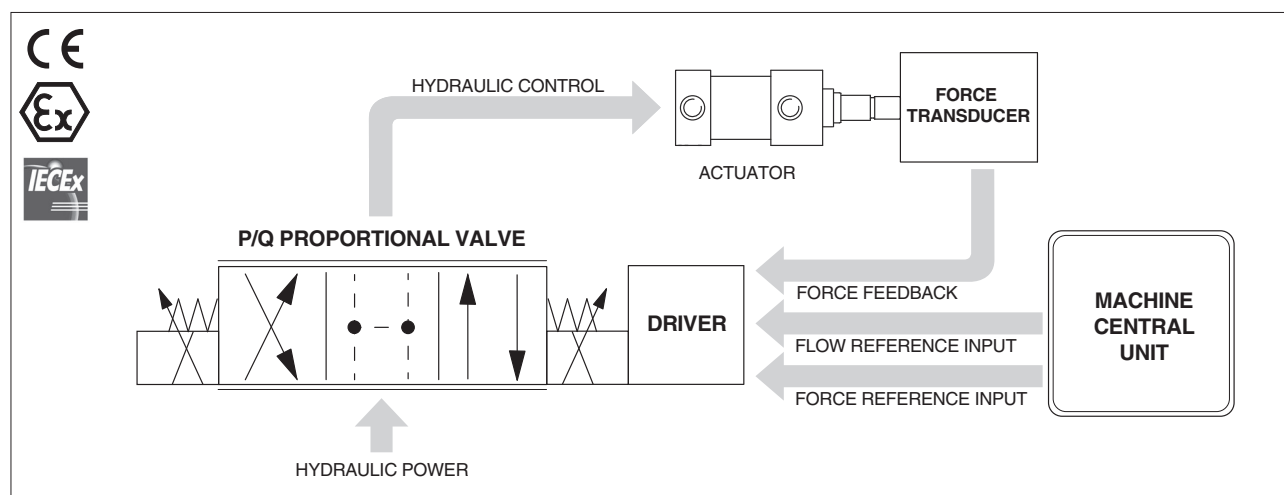 CE
Ex
IECEx
HYDRAULIC CONTROL
FORCE
TRANSDUCER
ACTUATOR
P/Q PROPORTIONAL VALVE
DRIVER
FORCE FEEDBACK
FLOW REFERENCE INPUT
FORCE REFERENCE INPUT
MACHINE
CENTRAL
UNIT
HYDRAULIC POWER